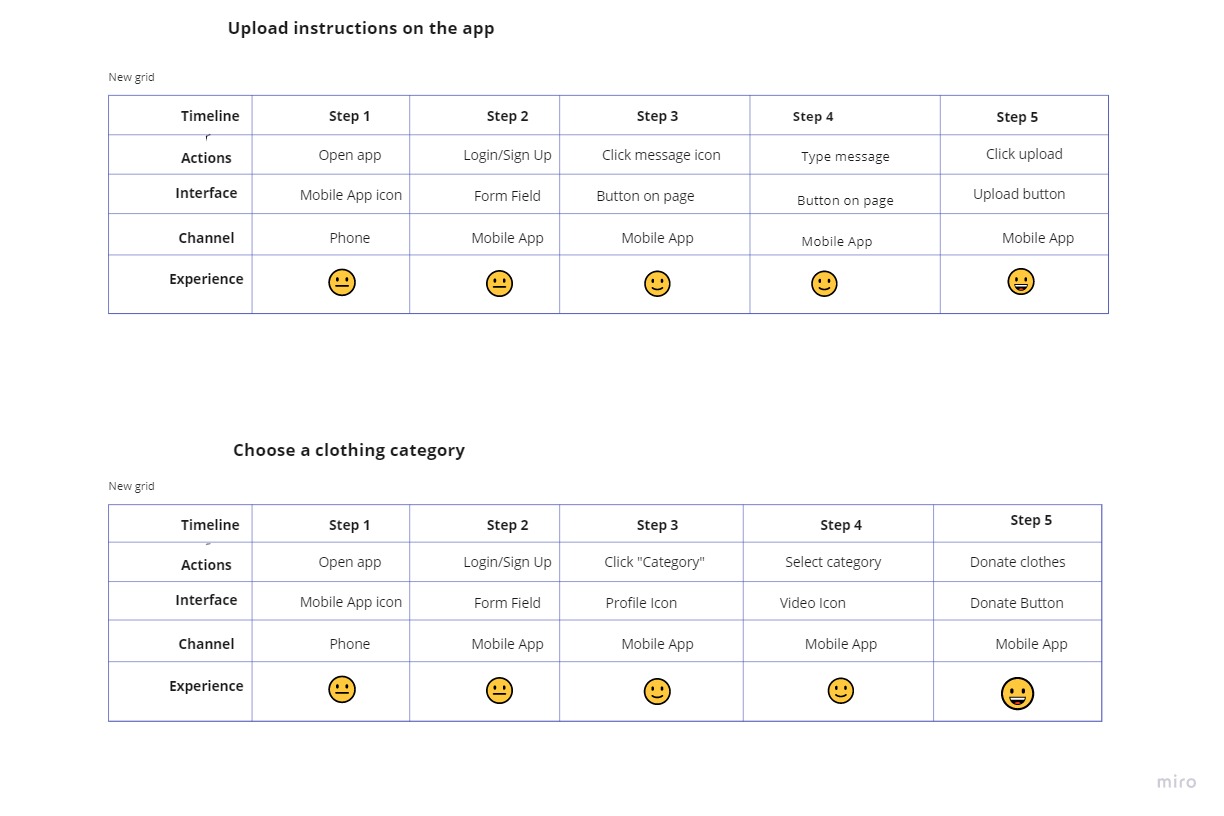 Upload instructions on the app
New grid
Timeline Step 1 Step 2 Step 3 Step 4 Step 5
Actions Open app Login/Sign Up Click message icon Type message Click upload
Interface Mobile App icon Form Field Button on page Button on page Upload button
Channel Phone Mobile App Mobile App Mobile App Mobile App
Experience
Choose a clothing category
New grid
Timeline Step 1 Step 2 Step 3 Step 4 Step 5
Actions Open app Login/Sign Up Click "Category" Select category Donate clothes
Interface Mobile App icon Form Field Profile Icon Video Icon Donate Button
Channel Phone Mobile App Mobile App Mobile App Mobile App
Experience
miro